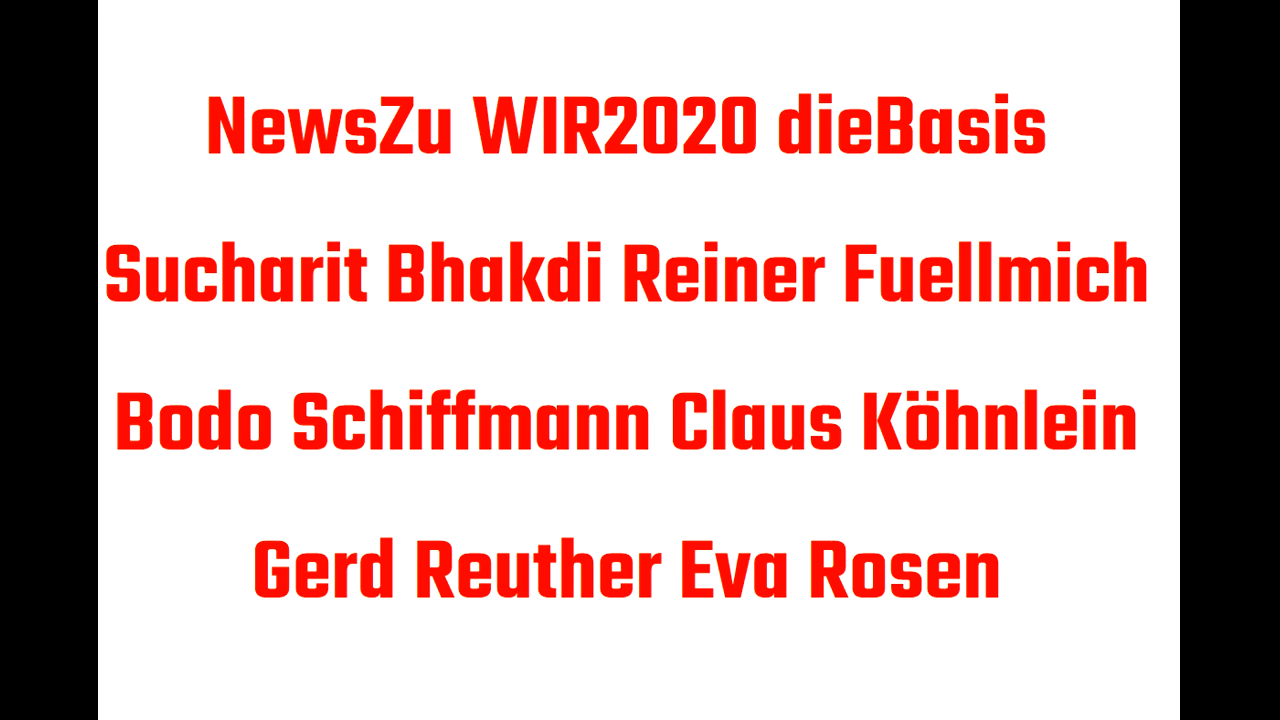 NewsZu WIR2020 dieBasis
Sucharit Bhakdi Reiner Fuellmich
Bodo Schiffmann Claus Köhnlein
Gerd Reuther Eva Rosen